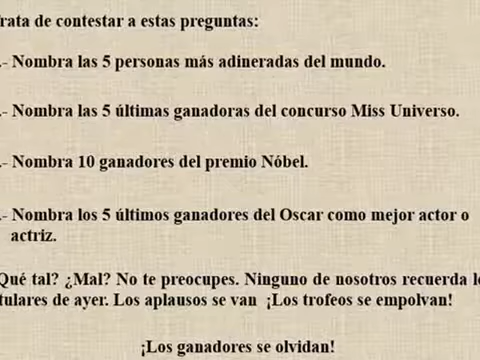 rata de contestar a estas preguntas:
.- Nombra las 5 personas más adineradas del mundo.
.- Nombra las 5 últimas ganadoras del concurso Miss Universo.
.- Nombra 10 ganadores del premio Nóbel.
.- Nombra los 5 últimos ganadores del Oscar como mejor actor o
actriz.
Qué tal? ¿Mal? No te preocupes. Ninguno de nosotros recuerda l
tulares de ayer. Los aplausos se van ¡Los trofeos se empolvan!
¡Los ganadores se olvidan!